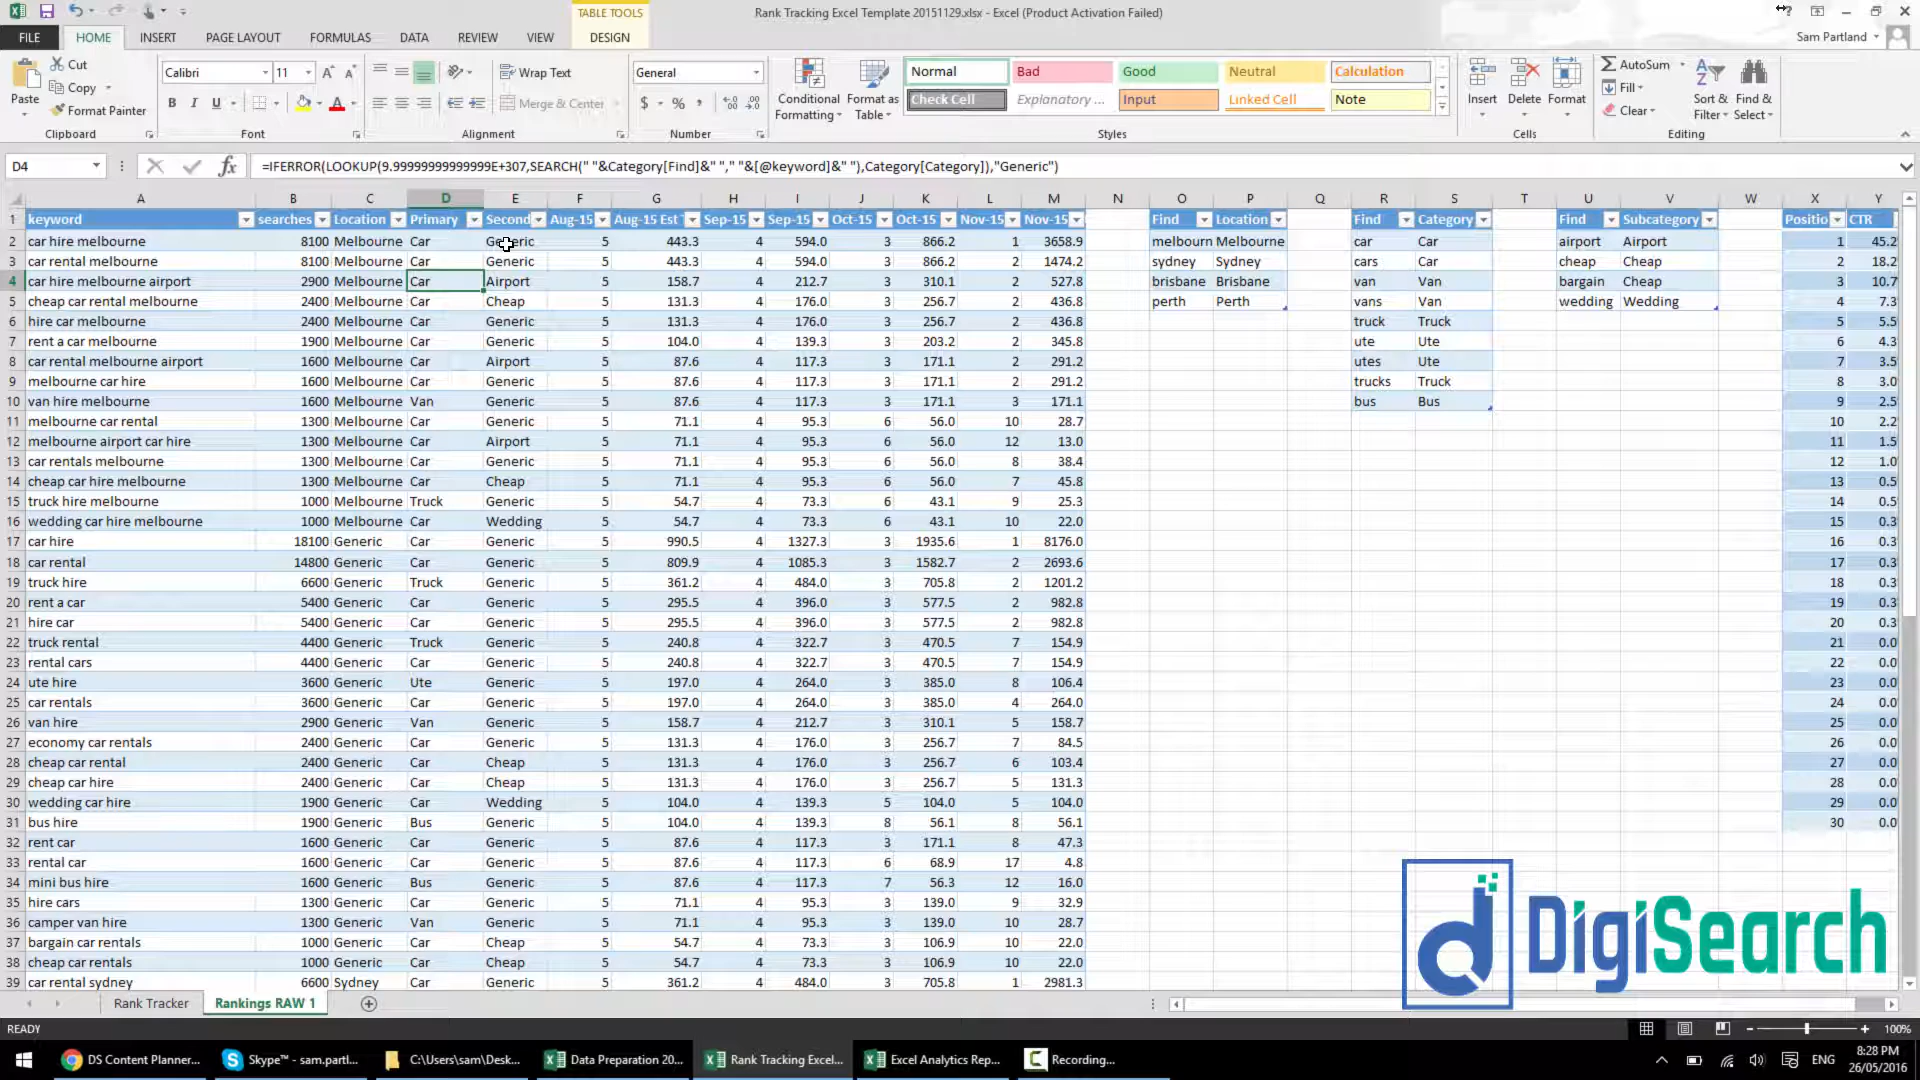 TABLE TOOLS
Rank Tracking Excel Template 20151129.xlsx - Excel (Product Activation Failed)
FILE HOME INSERT PAGE LAYOUT FORMULAS DATA REVIEW VIEW DESIGN Sam Partland
Cut Copy Format Painter Paste Clipboard
Calibri 11 B I U Font
Wrap Text Merge & Center Alignment
General $ % Number
Conditional Formatting Format as Table
Normal Bad Good Neutral Calculation
Check Cell Explanatory ... Input Linked Cell Note
Styles
Insert Delete Format Cells
AutoSum Fill Clear Sort & Filter Find & Select Editing
D4 fx =IFERROR(LOOKUP(9.99999999999999E+307,SEARCH(" "&Category[Find]&" "," "&[@keyword]&" "),Category[Category]),"Generic")
A B C D E F G H I J K L M N O P Q R S T U V W X Y
1 keyword searches Location Primary Second Aug-15 Aug-15 Est Sep-15 Sep-15 Oct-15 Oct-15 Nov-15 Nov-15 Find Location Find Category Find Subcategory Positio CTR
2 car hire melbourne 8100 Melbourne Car Generic 5 443.3 4 594.0 3 866.2 1 3658.9 melbourn Melbourne car Car airport Airport 1 45.2
3 car rental melbourne 8100 Melbourne Car Generic 5 443.3 4 594.0 3 866.2 2 1474.2 sydney Sydney cars Car cheap Cheap 2 18.2
4 car hire melbourne airport 2900 Melbourne Car Airport 5 158.7 4 212.7 3 310.1 2 527.8 brisbane Brisbane van Van bargain Cheap 3 10.7
5 cheap car rental melbourne 2400 Melbourne Car Cheap 5 131.3 4 176.0 3 256.7 2 436.8 perth Perth vans Van wedding Wedding 4 7.3
6 hire car melbourne 2400 Melbourne Car Generic 5 131.3 4 176.0 3 256.7 2 436.8 truck Truck 5 5.5
7 rent a car melbourne 1900 Melbourne Car Generic 5 104.0 4 139.3 3 203.2 2 345.8 ute Ute 6 4.3
8 car rental melbourne airport 1600 Melbourne Car Airport 5 87.6 4 117.3 3 171.1 2 291.2 utes Ute 7 3.5
9 melbourne car hire 1600 Melbourne Car Generic 5 87.6 4 117.3 3 171.1 2 291.2 trucks Truck 8 3.0
10 van hire melbourne 1600 Melbourne Van Generic 5 87.6 4 117.3 3 171.1 3 171.1 bus Bus 9 2.5
11 melbourne car rental 1300 Melbourne Car Generic 5 71.1 4 95.3 6 56.0 10 28.7 10 2.2
12 melbourne airport car hire 1300 Melbourne Car Airport 5 71.1 4 95.3 6 56.0 12 13.0 11 1.5
13 car rentals melbourne 1300 Melbourne Car Generic 5 71.1 4 95.3 6 56.0 8 38.4 12 1.0
14 cheap car hire melbourne 1300 Melbourne Car Cheap 5 71.1 4 95.3 6 56.0 7 45.8 13 0.5
15 truck hire melbourne 1000 Melbourne Truck Generic 5 54.7 4 73.3 6 43.1 9 25.3 14 0.5
16 wedding car hire melbourne 1000 Melbourne Car Wedding 5 54.7 4 73.3 6 43.1 10 22.0 15 0.3
17 car hire 18100 Generic Car Generic 5 990.5 4 1327.3 3 1935.6 1 8176.0 16 0.3
18 car rental 14800 Generic Car Generic 5 809.9 4 1085.3 3 1582.7 2 2693.6 17 0.3
19 truck hire 6600 Generic Truck Generic 5 361.2 4 484.0 3 705.8 2 1201.2 18 0.3
20 rent a car 5400 Generic Car Generic 5 295.5 4 396.0 3 577.5 2 982.8 19 0.3
21 hire car 5400 Generic Car Generic 5 295.5 4 396.0 3 577.5 2 982.8 20 0.3
22 truck rental 4400 Generic Truck Generic 5 240.8 4 322.7 3 470.5 7 154.9 21 0.0
23 rental cars 4400 Generic Car Generic 5 240.8 4 322.7 3 470.5 7 154.9 22 0.0
24 ute hire 3600 Generic Ute Generic 5 197.0 4 264.0 3 385.0 8 106.4 23 0.0
25 car rentals 3600 Generic Car Generic 5 197.0 4 264.0 3 385.0 4 264.0 24 0.0
26 van hire 2900 Generic Van Generic 5 158.7 4 212.7 3 310.1 5 158.7 25 0.0
27 economy car rentals 2400 Generic Car Generic 5 131.3 4 176.0 3 256.7 7 84.5 26 0.0
28 cheap car rental 2400 Generic Car Cheap 5 131.3 4 176.0 3 256.7 6 103.4 27 0.0
29 cheap car hire 2400 Generic Car Cheap 5 131.3 4 176.0 3 256.7 5 131.3 28 0.0
30 wedding car hire 1900 Generic Car Wedding 5 104.0 4 139.3 5 104.0 5 104.0 29 0.0
31 bus hire 1900 Generic Bus Generic 5 104.0 4 139.3 8 56.1 8 56.1 30 0.0
32 rent car 1600 Generic Car Generic 5 87.6 4 117.3 3 171.1 8 47.3
33 rental car 1600 Generic Car Generic 5 87.6 4 117.3 6 68.9 17 4.8
34 mini bus hire 1600 Generic Bus Generic 5 87.6 4 117.3 7 56.3 12 16.0
35 hire cars 1300 Generic Car Generic 5 71.1 4 95.3 3 139.0 9 32.9
36 camper van hire 1300 Generic Van Generic 5 71.1 4 95.3 3 139.0 10 28.7
37 bargain car rentals 1000 Generic Car Cheap 5 54.7 4 73.3 3 106.9 10 22.0
38 cheap car rentals 1000 Generic Car Cheap 5 54.7 4 73.3 3 106.9 10 22.0
39 car rental sydney 6600 Sydney Car Generic 5 361.2 4 484.0 3 705.8 1 2981.3
d DigiSearch
Rank Tracker Rankings RAW 1
READY 100%
DS Content Planner... Skype™ - sam.partl... C:\Users\sam\Desk... Data Preparation 20... Rank Tracking Excel... Excel Analytics Rep... Recording... ENG 8:28 PM
26/05/2016